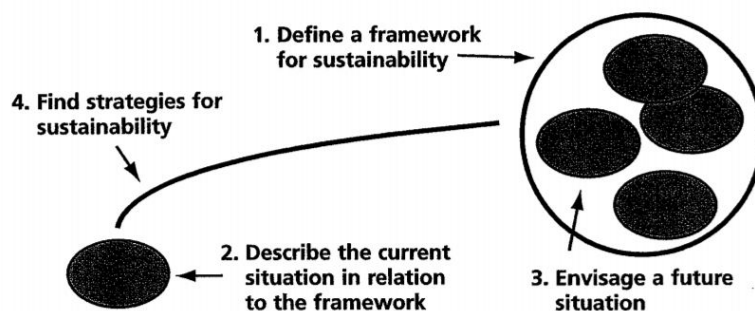 1. Define a framework
for sustainability
4. Find strategies for
sustainability
2. Describe the current
situation in relation
to the framework
3. Envisage a future
situation